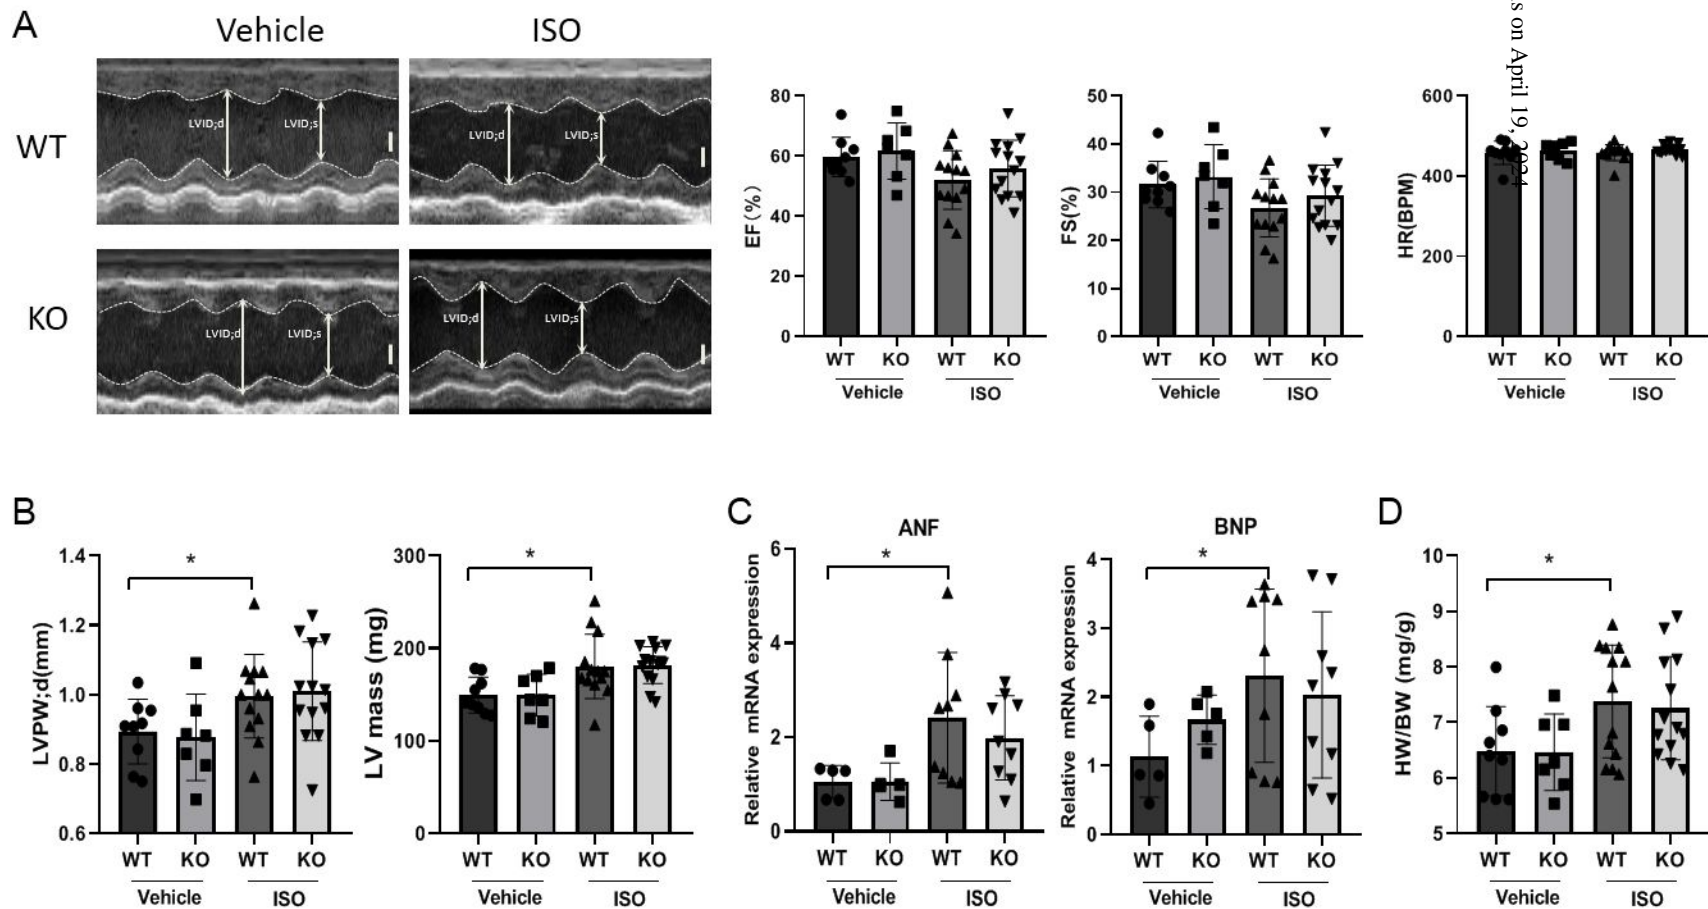 A
Vehicle
ISO
WT
KO
LVID;d
LVID;s
LVID;d
LVID;s
LVID;d
LVID;s
LVID;d
LVID;s
EF(%)
80
60
40
20
0
WT KO WT KO
Vehicle ISO
FS(%)
50
40
30
20
10
0
WT KO WT KO
Vehicle ISO
s on April 19, 2024
HR(BPM)
600
400
200
0
WT KO WT KO
Vehicle ISO
B
LVPW;d(mm)
1.4
1.2
1.0
0.8
0.6
*
WT KO WT KO
Vehicle ISO
LV mass (mg)
300
200
100
0
*
WT KO WT KO
Vehicle ISO
C
ANF
Relative mRNA expression
6
4
2
0
*
WT KO WT KO
Vehicle ISO
BNP
Relative mRNA expression
4
3
2
1
0
*
WT KO WT KO
Vehicle ISO
D
HW/BW (mg/g)
10
9
8
7
6
5
*
WT KO WT KO
Vehicle ISO